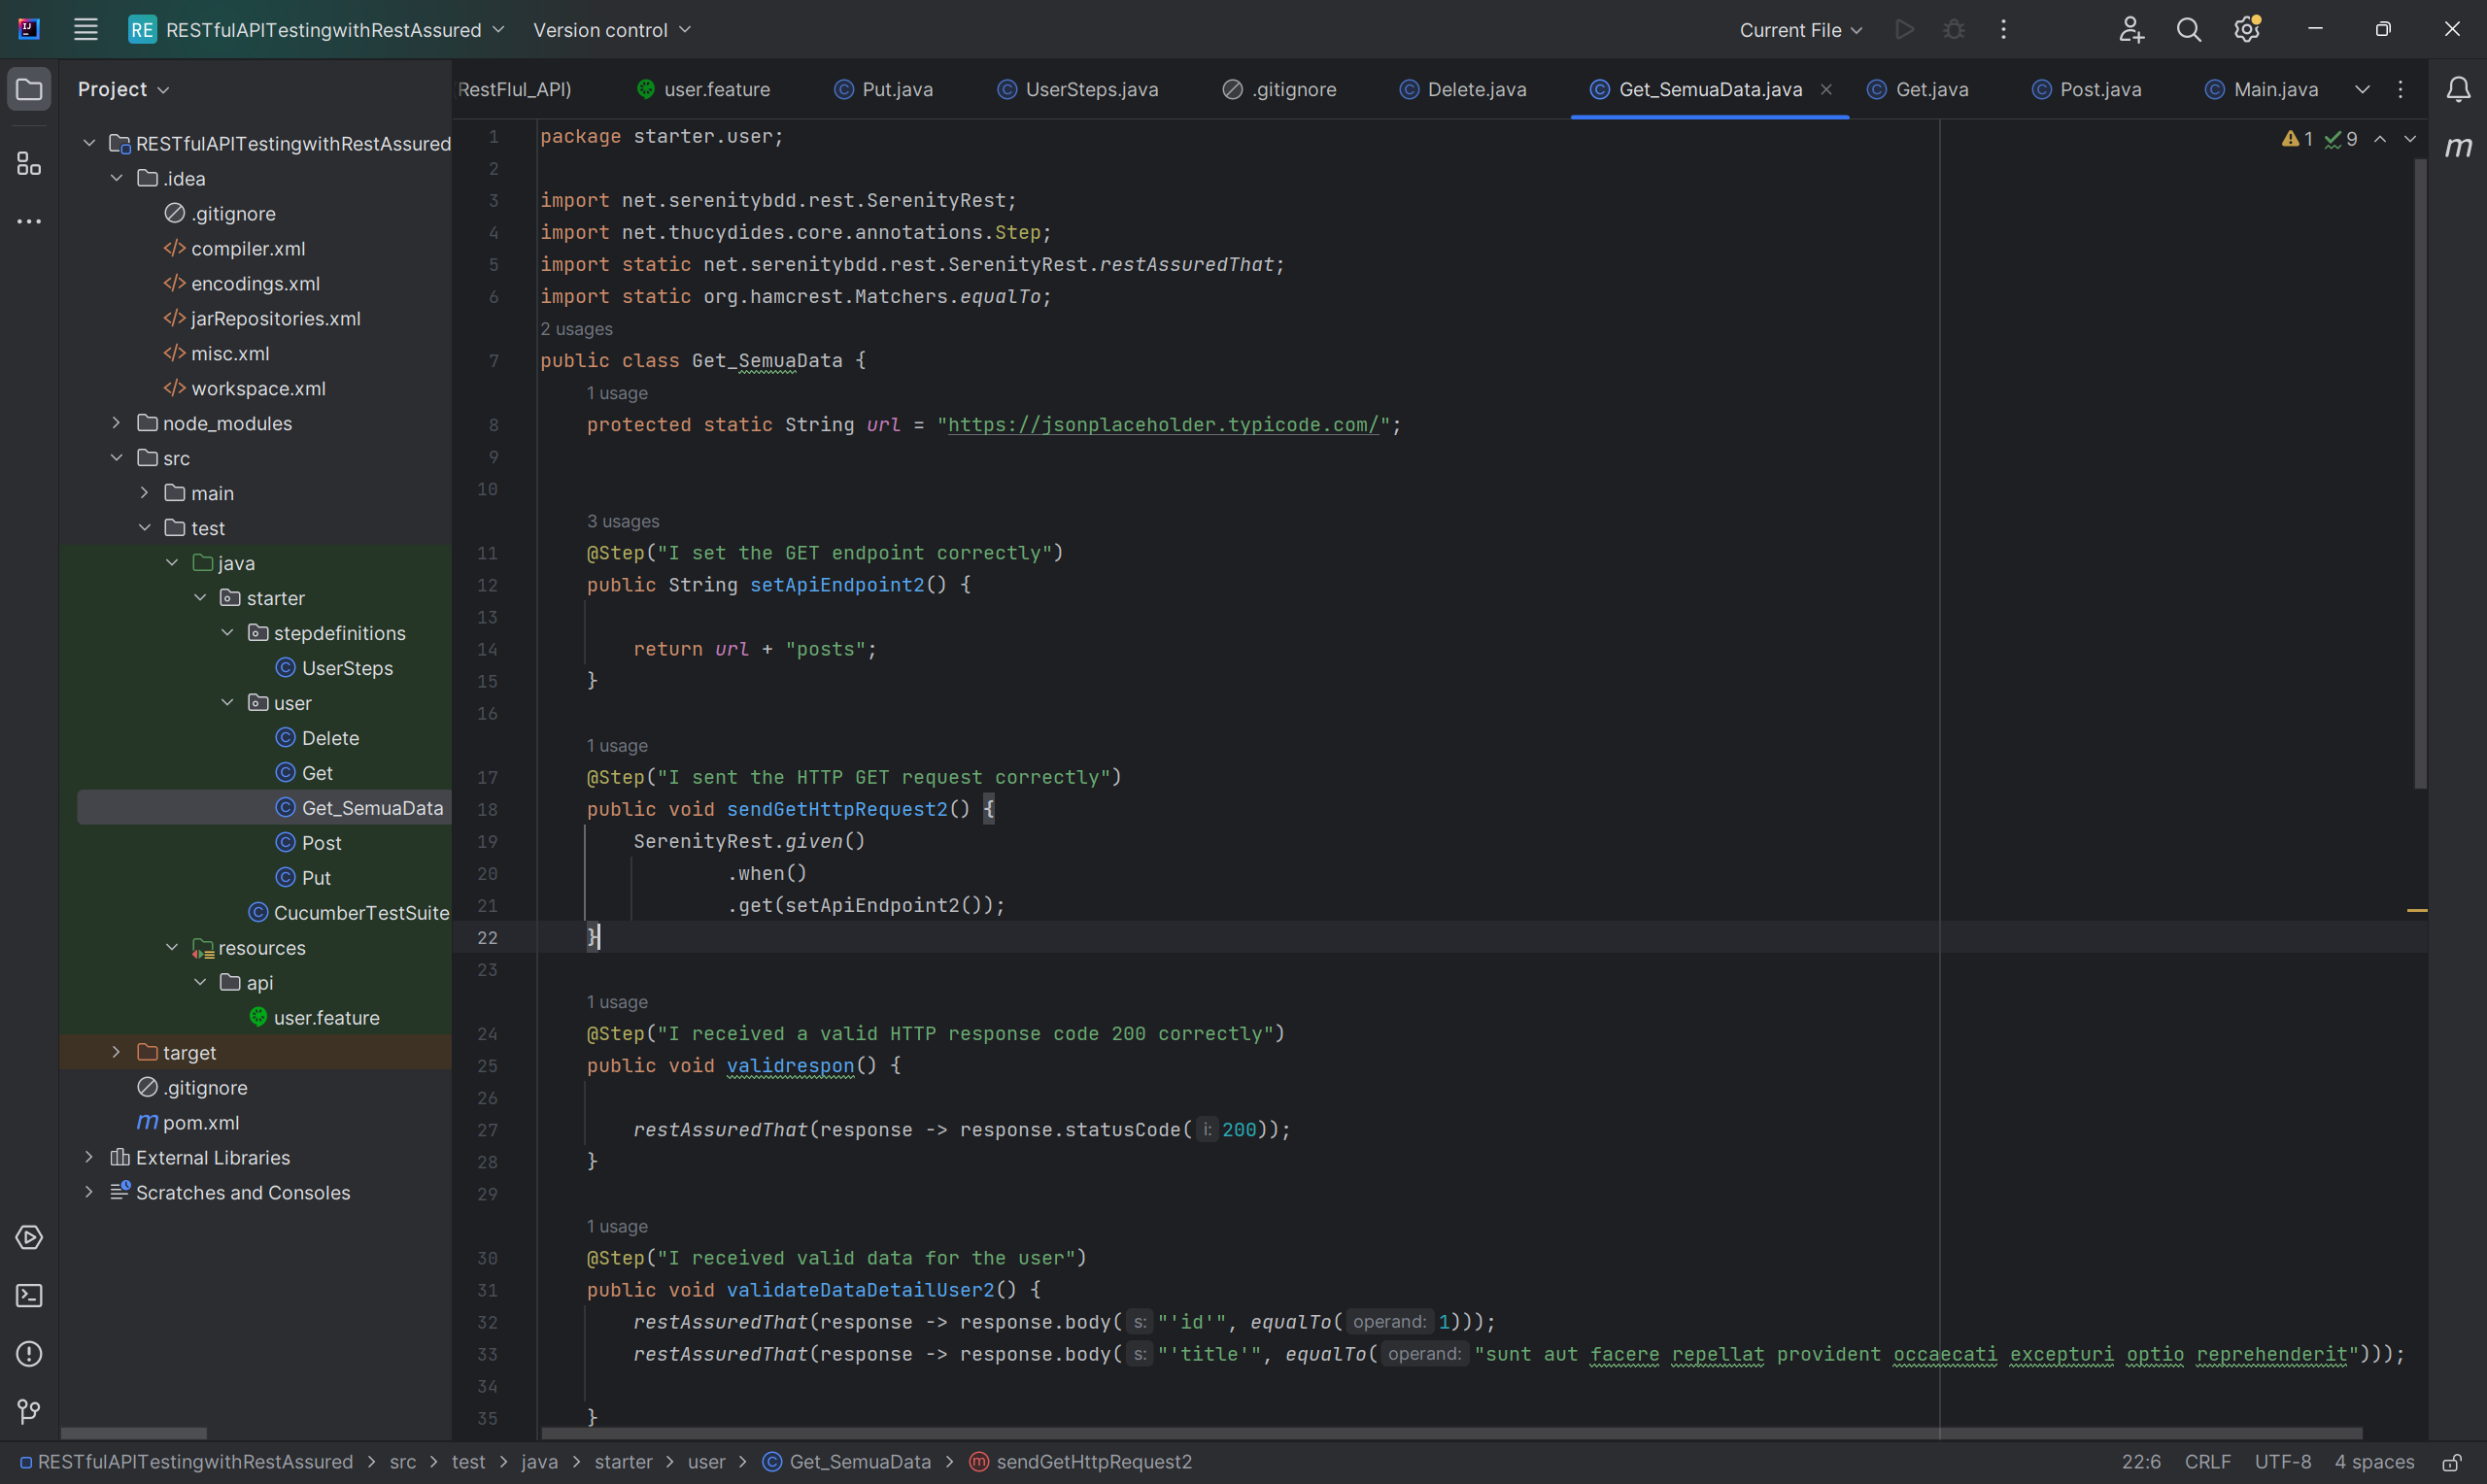 RE RESTfulAPITestingwithRestAssured Version control Current File
Project
RestFlul_API) user.feature Put.java UserSteps.java .gitignore Delete.java Get_SemuaData.java Get.java Post.java Main.java
RESTfulAPITestingwithRestAssured
.idea
.gitignore
compiler.xml
encodings.xml
jarRepositories.xml
misc.xml
workspace.xml
node_modules
src
main
test
java
starter
stepdefinitions
UserSteps
user
Delete
Get
Get_SemuaData
Post
Put
CucumberTestSuite
resources
api
user.feature
target
.gitignore
m pom.xml
External Libraries
Scratches and Consoles
1 9
m
1 package starter.user;
2
3 import net.serenitybdd.rest.SerenityRest;
4 import net.thucydides.core.annotations.Step;
5 import static net.serenitybdd.rest.SerenityRest.restAssuredThat;
6 import static org.hamcrest.Matchers.equalTo;
2 usages
7 public class Get_SemuaData {
1 usage
8 protected static String url = "https://jsonplaceholder.typicode.com/";
9
10
3 usages
11 @Step("I set the GET endpoint correctly")
12 public String setApiEndpoint2() {
13
14 return url + "posts";
15 }
16
1 usage
17 @Step("I sent the HTTP GET request correctly")
18 public void sendGetHttpRequest2() {
19 SerenityRest.given()
20 .when()
21 .get(setApiEndpoint2());
22 }
23
1 usage
24 @Step("I received a valid HTTP response code 200 correctly")
25 public void validrespon() {
26
27 restAssuredThat(response -> response.statusCode( i: 200));
28 }
29
1 usage
30 @Step("I received valid data for the user")
31 public void validateDataDetailUser2() {
32 restAssuredThat(response -> response.body( s: "'id'", equalTo( operand: 1)));
33 restAssuredThat(response -> response.body( s: "'title'", equalTo( operand: "sunt aut facere repellat provident occaecati excepturi optio reprehenderit")));
34
35 }
RESTfulAPITestingwithRestAssured > src > test > java > starter > user > Get_SemuaData > sendGetHttpRequest2 22:6 CRLF UTF-8 4 spaces